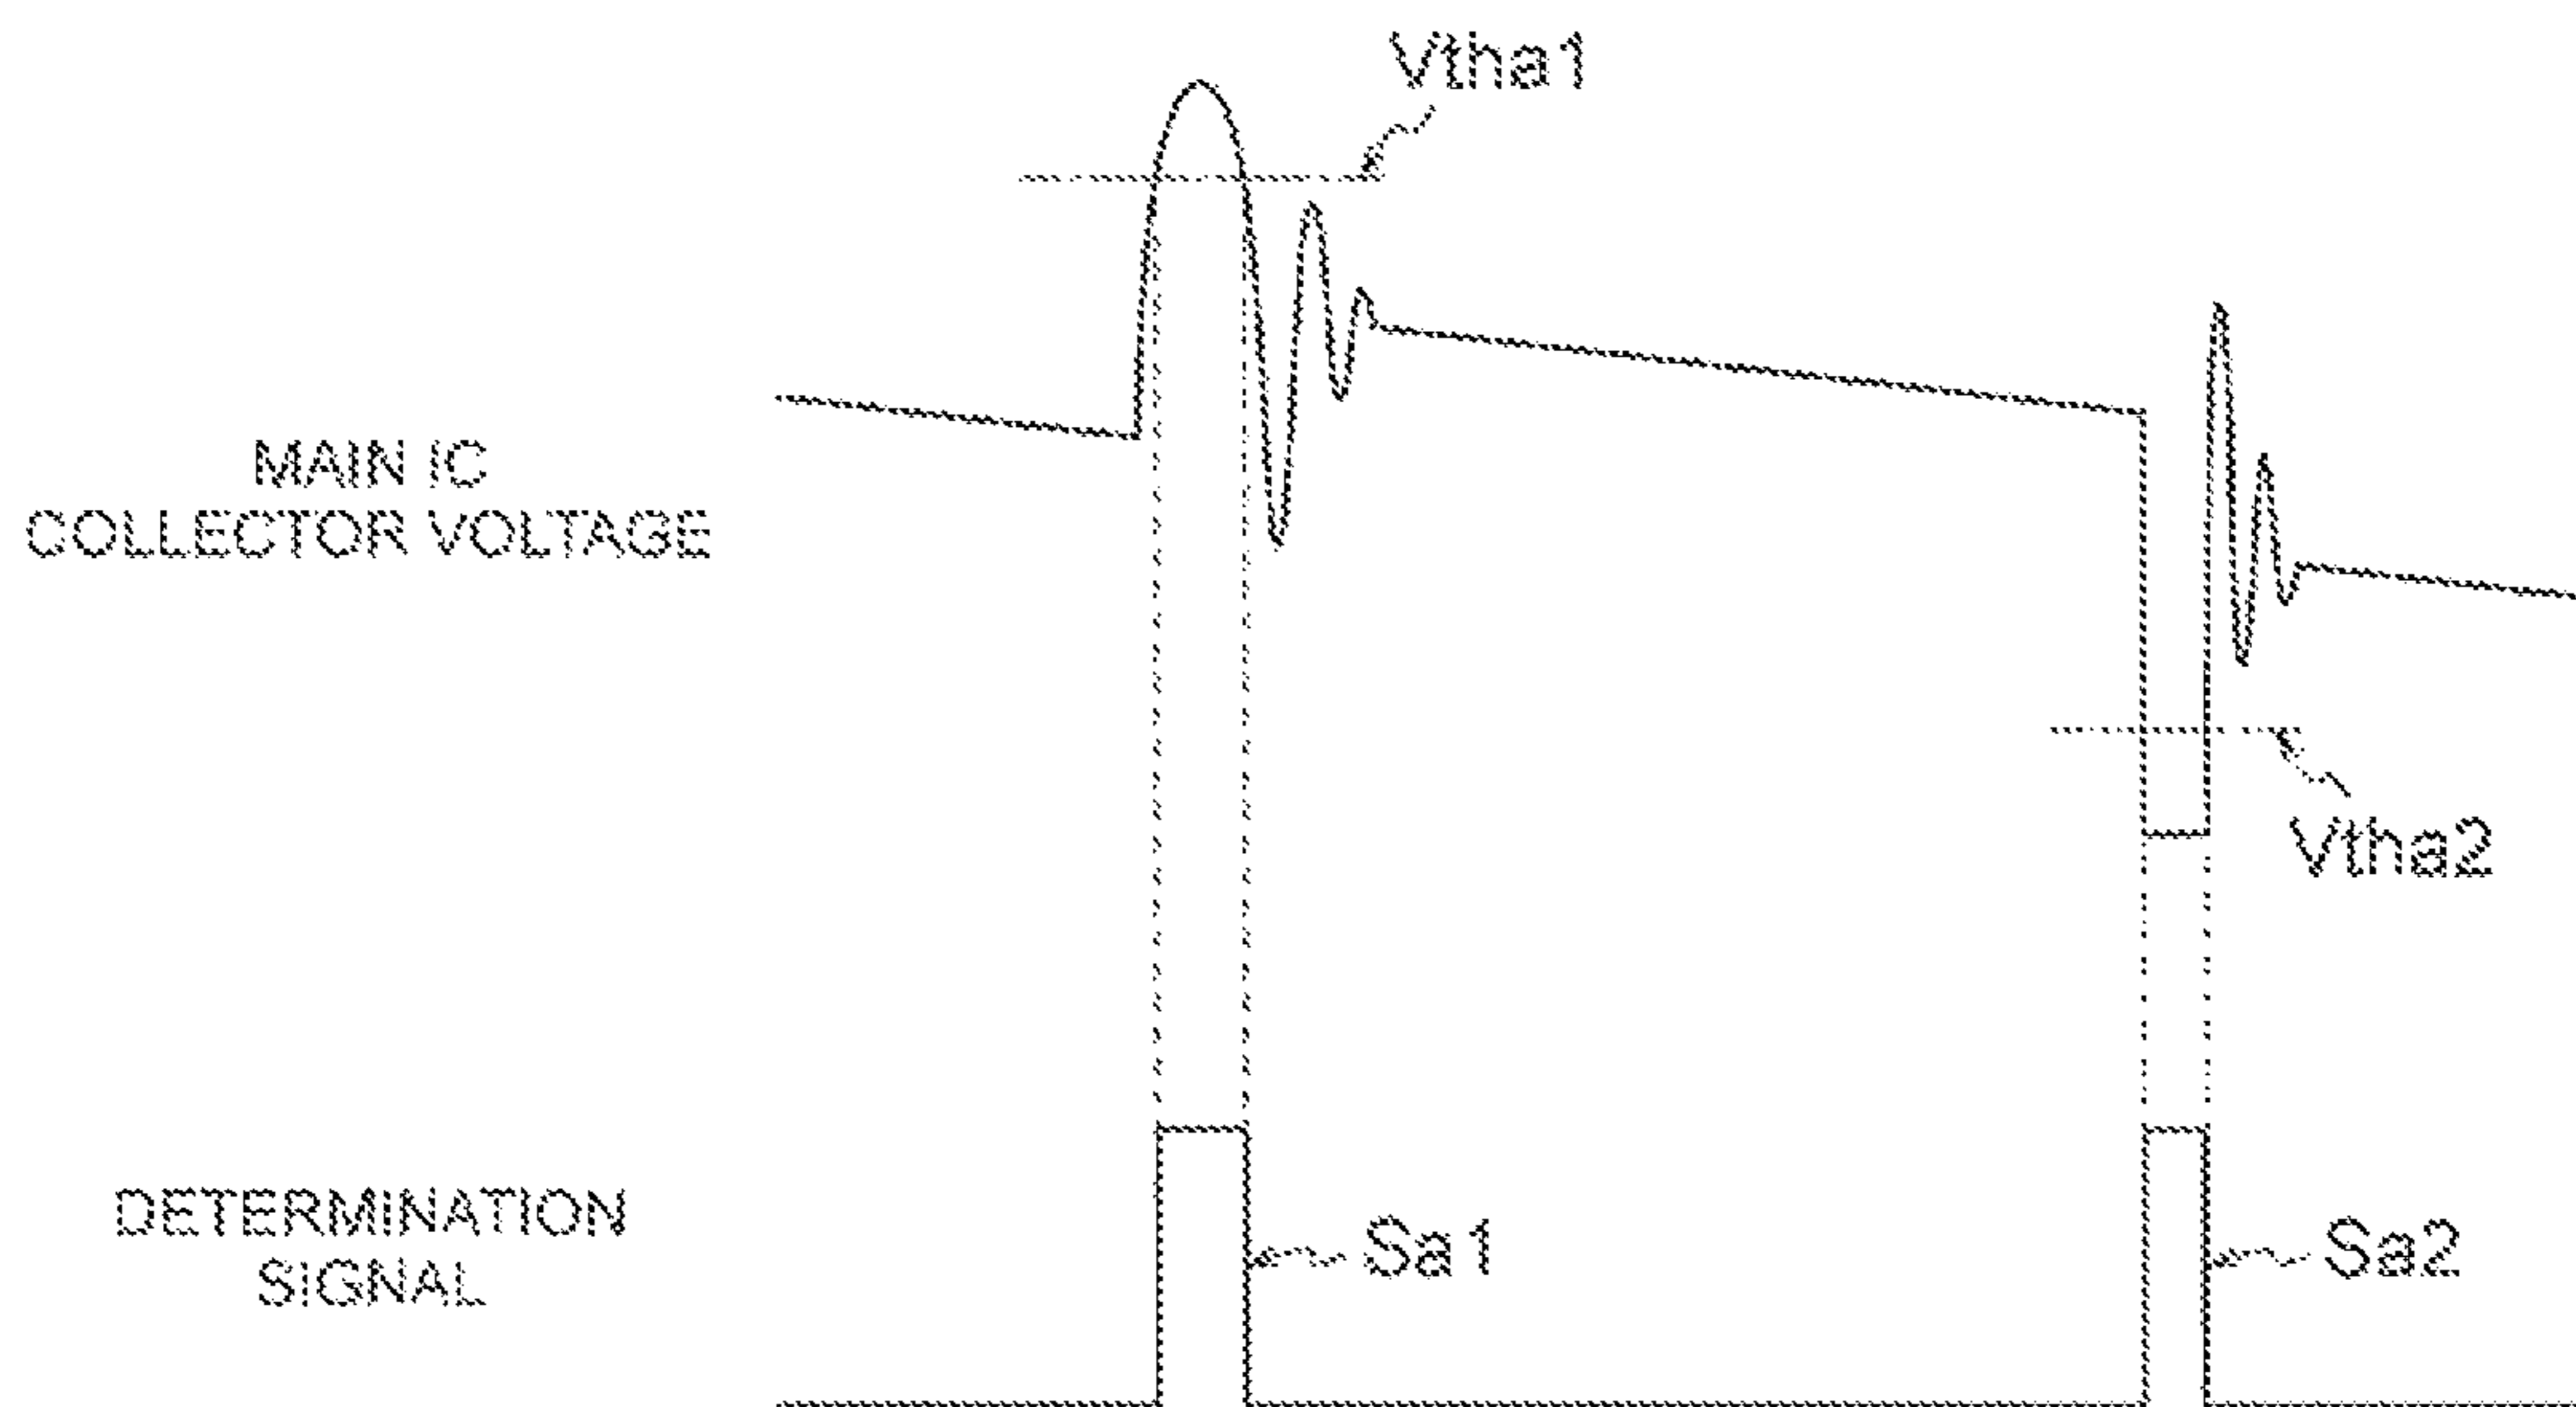 Vtha1
MAIN IC
COLLECTOR VOLTAGE
Vtha2
DETERMINATION
SIGNAL
Sa1
Sa2